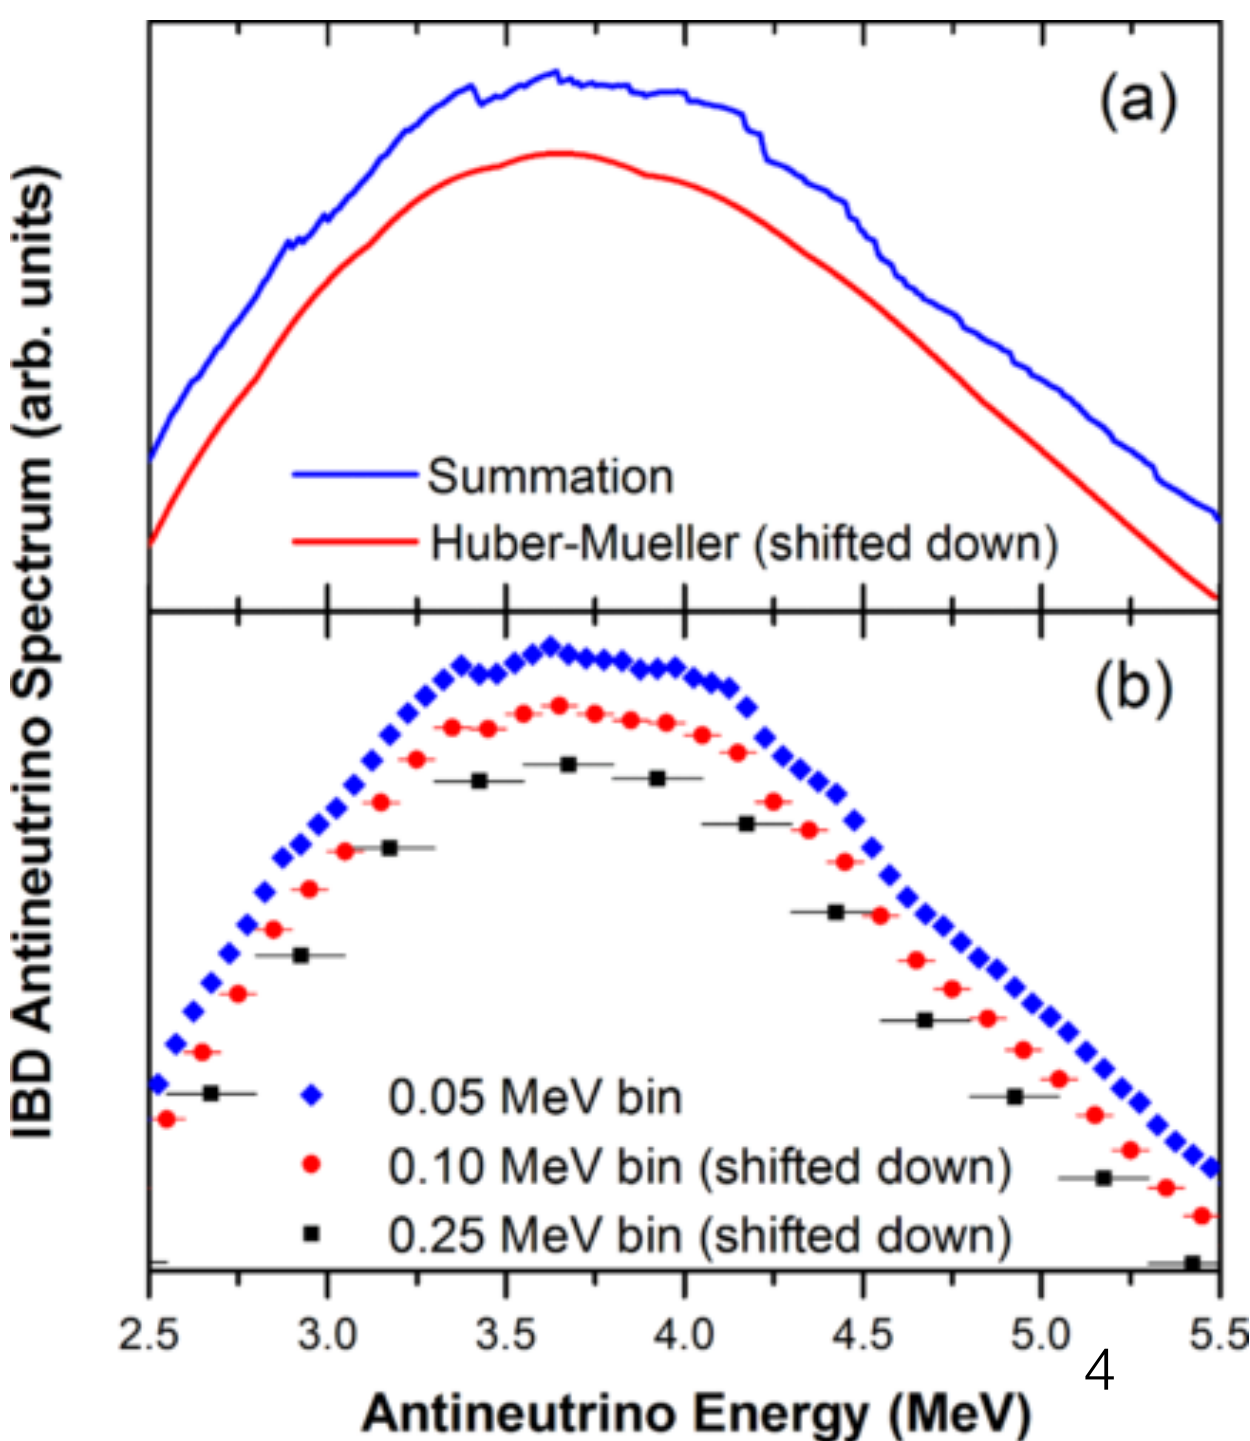 IBD Antineutrino Spectrum (arb. units)
(a)
Summation
Huber-Mueller (shifted down)
(b)
0.05 MeV bin
0.10 MeV bin (shifted down)
0.25 MeV bin (shifted down)
2.5 3.0 3.5 4.0 4.5 5.0 5.5
4
Antineutrino Energy (MeV)